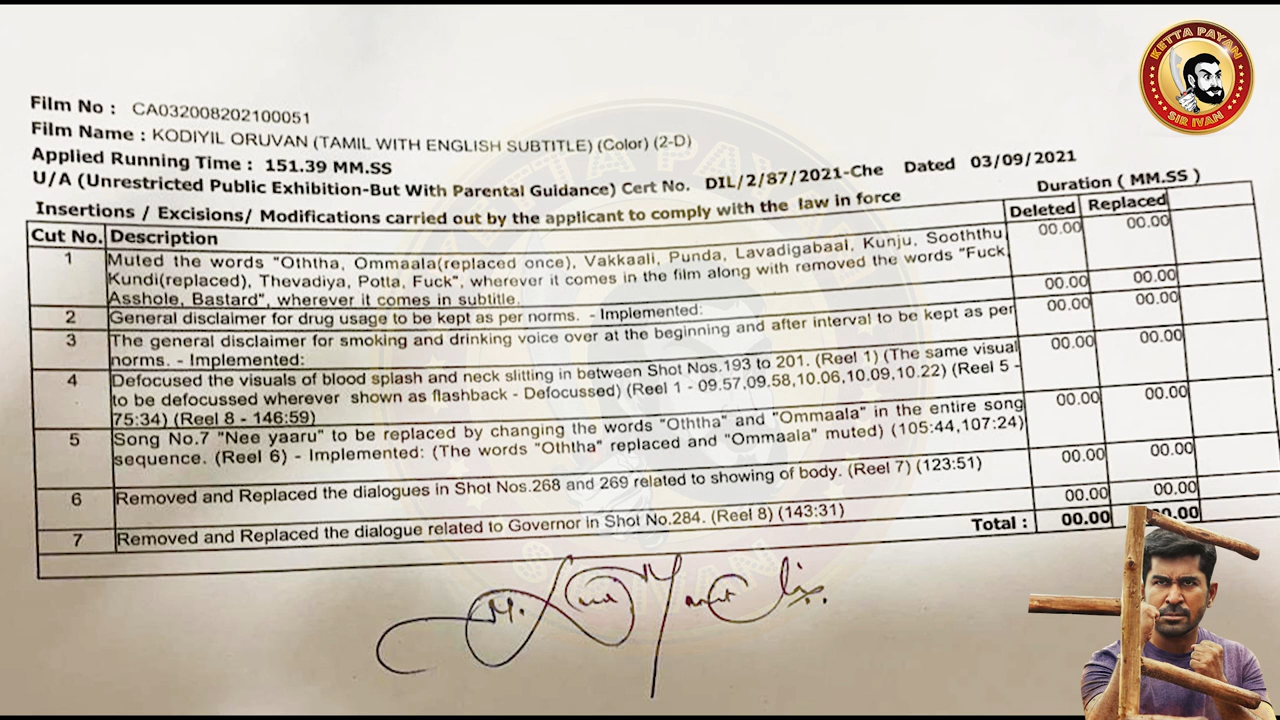 KETTA PAYAN
SIR IVAN
Film No : CA032008202100051
Film Name : KODIYIL ORUVAN (TAMIL WITH ENGLISH SUBTITLE) (Color) (2-D)
Applied Running Time : 151.39 MM.SS
U/A (Unrestricted Public Exhibition-But With Parental Guidance) Cert No. DIL/2/87/2021-Che Dated 03/09/2021
Insertions / Excisions/ Modifications carried out by the applicant to comply with the law in force
Duration ( MM.SS )
Cut No. Description Deleted Replaced
1 Muted the words "Oththa, Ommaala(replaced once), Vakkaali, Punda, Lavadigabaal, Kunju, Sooththu, 00.00 00.00
Kundi(replaced), Thevadiya, Potta, Fuck", wherever it comes in the film along with removed the words "Fuck,
Asshole, Bastard", wherever it comes in subtitle.
2 General disclaimer for drug usage to be kept as per norms. - Implemented: 00.00 00.00
3 The general disclaimer for smoking and drinking voice over at the beginning and after interval to be kept as per 00.00 00.00
norms. - Implemented:
4 Defocused the visuals of blood splash and neck slitting in between Shot Nos.193 to 201. (Reel 1) (The same visual 00.00 00.00
to be defocussed wherever shown as flashback - Defocussed) (Reel 1 - 09.57,09.58,10.06,10.09,10.22) (Reel 5 -
75:34) (Reel 8 - 146:59)
5 Song No.7 "Nee yaaru" to be replaced by changing the words "Oththa" and "Ommaala" in the entire song 00.00 00.00
sequence. (Reel 6) - Implemented: (The words "Oththa" replaced and "Ommaala" muted) (105:44,107:24)
6 Removed and Replaced the dialogues in Shot Nos.268 and 269 related to showing of body. (Reel 7) (123:51) 00.00 00.00
7 Removed and Replaced the dialogue related to Governor in Shot No.284. (Reel 8) (143:31) 00.00 00.00
Total : 00.00 00.00